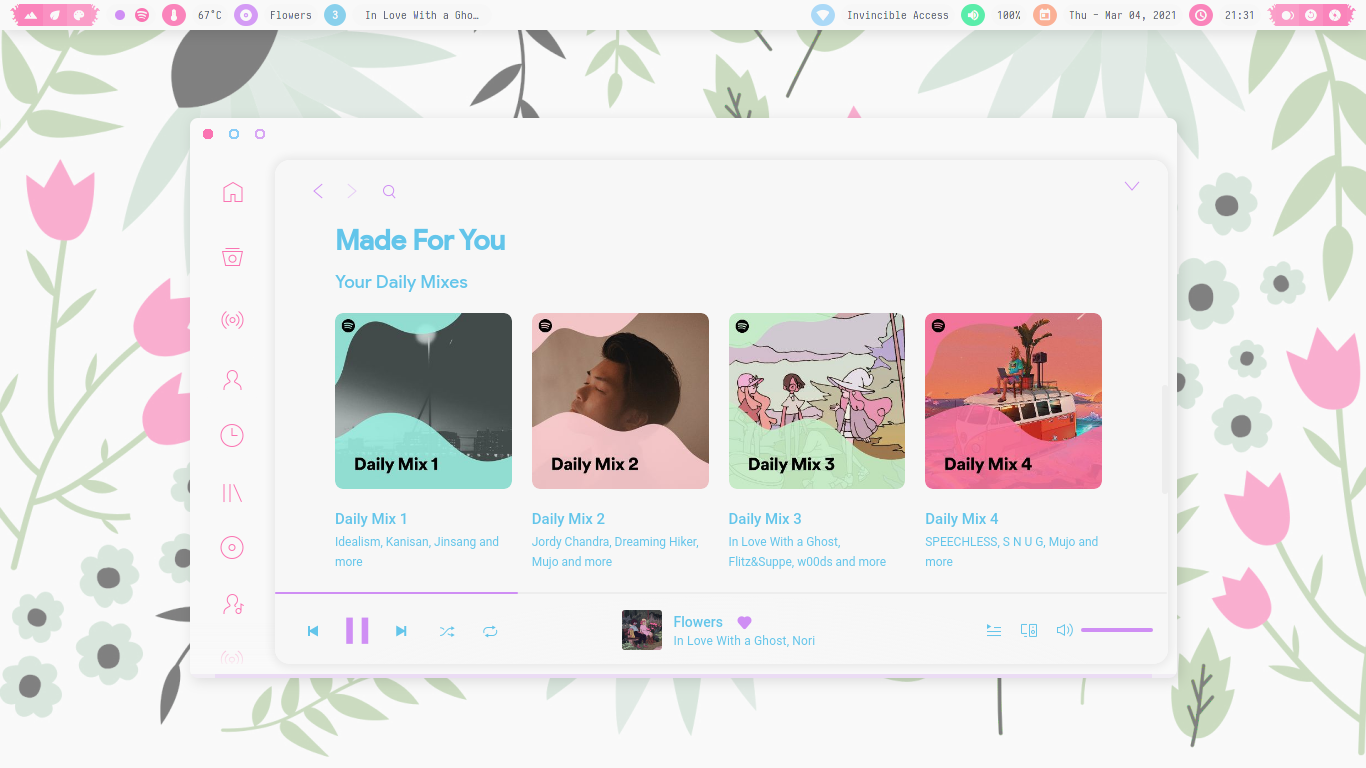 67°C
Flowers
3
In Love With a Gho…
Invincible Access
100%
Thu - Mar 04, 2021
21:31
Made For You
Your Daily Mixes
Daily Mix 1
Daily Mix 2
Daily Mix 3
Daily Mix 4
Daily Mix 1
Idealism, Kanisan, Jinsang and
more
Daily Mix 2
Jordy Chandra, Dreaming Hiker,
Mujo and more
Daily Mix 3
In Love With a Ghost,
Flitz&Suppe, w00ds and more
Daily Mix 4
SPEECHLESS, S N U G, Mujo and
more
Flowers
In Love With a Ghost, Nori